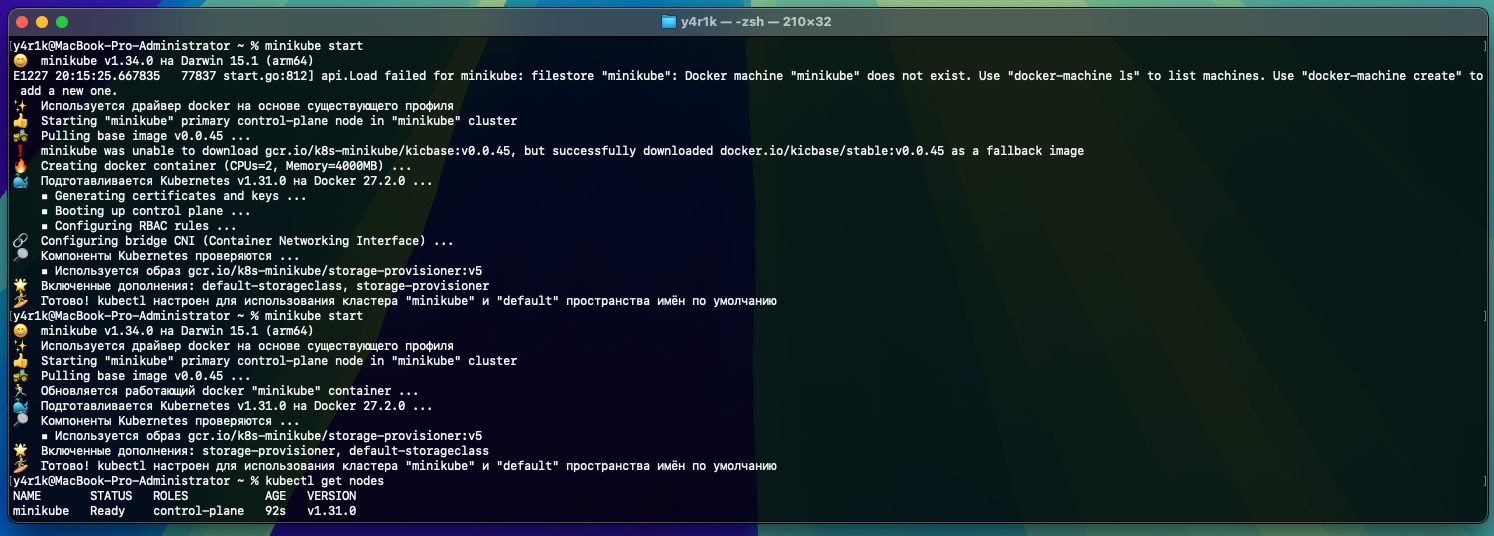 y4r1k — -zsh — 210×32
y4r1k@MacBook-Pro-Administrator ~ % minikube start
😄  minikube v1.34.0 на Darwin 15.1 (arm64)
E1227 20:15:25.667835   77837 start.go:812] api.Load failed for minikube: filestore "minikube": Docker machine "minikube" does not exist. Use "docker-machine ls" to list machines. Use "docker-machine create" to
 add a new one.
✨  Используется драйвер docker на основе существующего профиля
👍  Starting "minikube" primary control-plane node in "minikube" cluster
🚜  Pulling base image v0.0.45 ...
❗  minikube was unable to download gcr.io/k8s-minikube/kicbase:v0.0.45, but successfully downloaded docker.io/kicbase/stable:v0.0.45 as a fallback image
🔥  Creating docker container (CPUs=2, Memory=4000MB) ...
🐳  Подготавливается Kubernetes v1.31.0 на Docker 27.2.0 ...
    ▪ Generating certificates and keys ...
    ▪ Booting up control plane ...
    ▪ Configuring RBAC rules ...
🔗  Configuring bridge CNI (Container Networking Interface) ...
🔎  Компоненты Kubernetes проверяются ...
    ▪ Используется образ gcr.io/k8s-minikube/storage-provisioner:v5
🌟  Включенные дополнения: default-storageclass, storage-provisioner
🏄  Готово! kubectl настроен для использования кластера "minikube" и "default" пространства имён по умолчанию
y4r1k@MacBook-Pro-Administrator ~ % minikube start
😄  minikube v1.34.0 на Darwin 15.1 (arm64)
✨  Используется драйвер docker на основе существующего профиля
👍  Starting "minikube" primary control-plane node in "minikube" cluster
🚜  Pulling base image v0.0.45 ...
🏃  Обновляется работающий docker "minikube" container ...
🐳  Подготавливается Kubernetes v1.31.0 на Docker 27.2.0 ...
🔎  Компоненты Kubernetes проверяются ...
    ▪ Используется образ gcr.io/k8s-minikube/storage-provisioner:v5
🌟  Включенные дополнения: storage-provisioner, default-storageclass
🏄  Готово! kubectl настроен для использования кластера "minikube" и "default" пространства имён по умолчанию
y4r1k@MacBook-Pro-Administrator ~ % kubectl get nodes
NAME       STATUS   ROLES           AGE   VERSION
minikube   Ready    control-plane   92s   v1.31.0